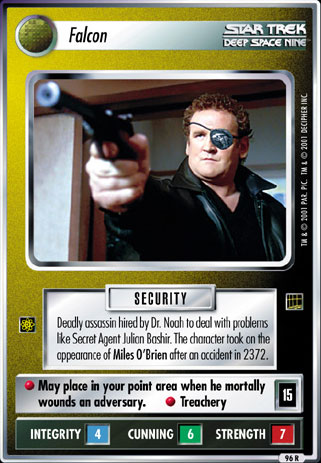 Falcon
STAR TREK
DEEP SPACE NINE
TM & © 2001 PAR. PIC. TM & © 2001 DECIPHER INC.
SECURITY
Deadly assassin hired by Dr. Noah to deal with problems
like Secret Agent Julian Bashir. The character took on the
appearance of Miles O'Brien after an accident in 2372.
May place in your point area when he mortally
wounds an adversary. Treachery
15
INTEGRITY 4 CUNNING 6 STRENGTH 7
96 R